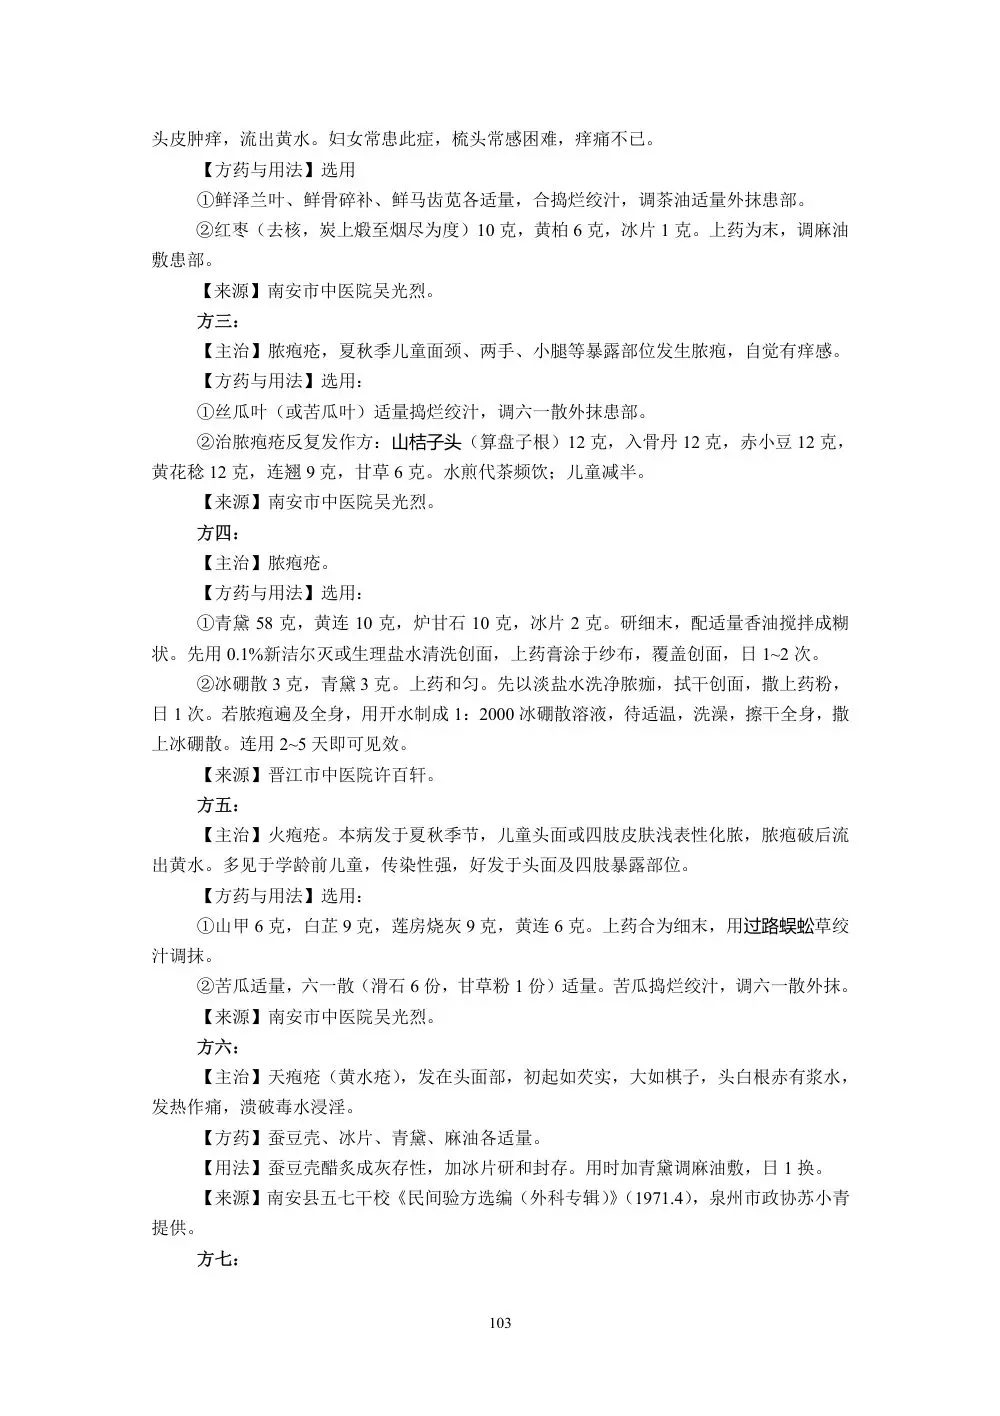 头皮肿痒，流出黄水。妇女常患此症，梳头常感困难，痒痛不已。
【方药与用法】选用
①鲜泽兰叶、鲜骨碎补、鲜马齿苋各适量，合捣烂绞汁，调茶油适量外抹患部。
②红枣（去核，炭上煅至烟尽为度）10 克，黄柏 6 克，冰片 1 克。上药为末，调麻油
敷患部。
【来源】南安市中医院吴光烈。
方三：
【主治】脓疱疮，夏秋季儿童面颈、两手、小腿等暴露部位发生脓疱，自觉有痒感。
【方药与用法】选用：
①丝瓜叶（或苦瓜叶）适量捣烂绞汁，调六一散外抹患部。
②治脓疱疮反复发作方：山桔子头（算盘子根）12 克，入骨丹 12 克，赤小豆 12 克，
黄花稔 12 克，连翘 9 克，甘草 6 克。水煎代茶频饮；儿童减半。
【来源】南安市中医院吴光烈。
方四：
【主治】脓疱疮。
【方药与用法】选用：
①青黛 58 克，黄连 10 克，炉甘石 10 克，冰片 2 克。研细末，配适量香油搅拌成糊
状。先用 0.1%新洁尔灭或生理盐水清洗创面，上药膏涂于纱布，覆盖创面，日 1~2 次。
②冰硼散 3 克，青黛 3 克。上药和匀。先以淡盐水洗净脓痂，拭干创面，撒上药粉，
日 1 次。若脓疱遍及全身，用开水制成 1：2000 冰硼散溶液，待适温，洗澡，擦干全身，撒
上冰硼散。连用 2~5 天即可见效。
【来源】晋江市中医院许百轩。
方五：
【主治】火疱疮。本病发于夏秋季节，儿童头面或四肢皮肤浅表性化脓，脓疱破后流
出黄水。多见于学龄前儿童，传染性强，好发于头面及四肢暴露部位。
【方药与用法】选用：
①山甲 6 克，白芷 9 克，莲房烧灰 9 克，黄连 6 克。上药合为细末，用过路蜈蚣草绞
汁调抹。
②苦瓜适量，六一散（滑石 6 份，甘草粉 1 份）适量。苦瓜捣烂绞汁，调六一散外抹。
【来源】南安市中医院吴光烈。
方六：
【主治】天疱疮（黄水疮），发在头面部，初起如芡实，大如棋子，头白根赤有浆水，
发热作痛，溃破毒水浸淫。
【方药】蚕豆壳、冰片、青黛、麻油各适量。
【用法】蚕豆壳醋炙成灰存性，加冰片研和封存。用时加青黛调麻油敷，日 1 换。
【来源】南安县五七干校《民间验方选编（外科专辑）》（1971.4），泉州市政协苏小青
提供。
方七：
103